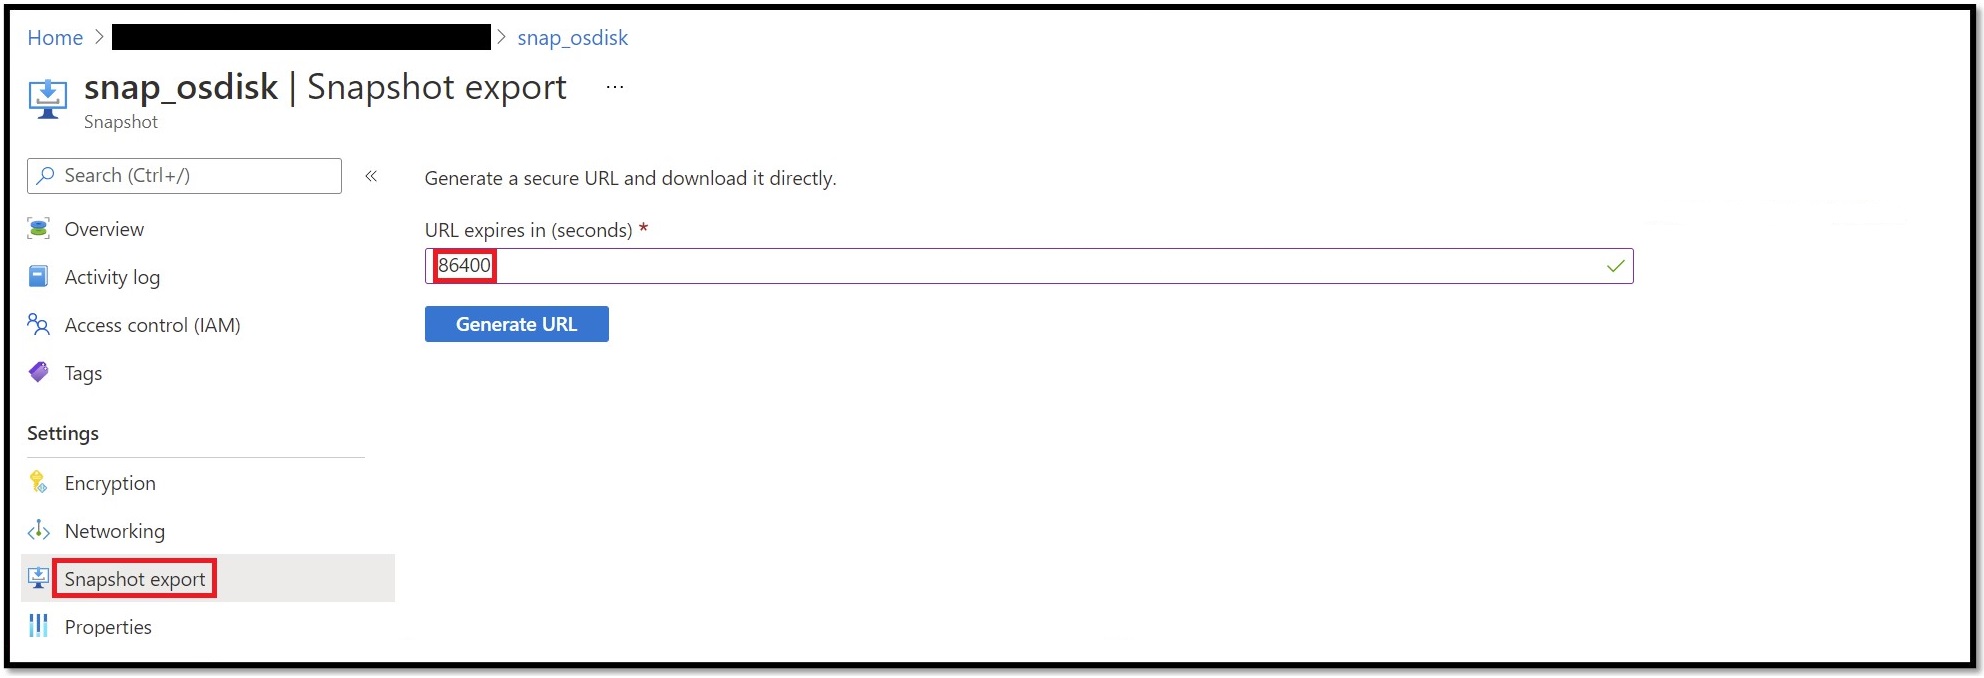 Home > snap_osdisk
snap_osdisk | Snapshot export ...
Snapshot
Search (Ctrl+/) «
Generate a secure URL and download it directly.
URL expires in (seconds) *
86400
Generate URL
Overview
Activity log
Access control (IAM)
Tags
Settings
Encryption
Networking
Snapshot export
Properties